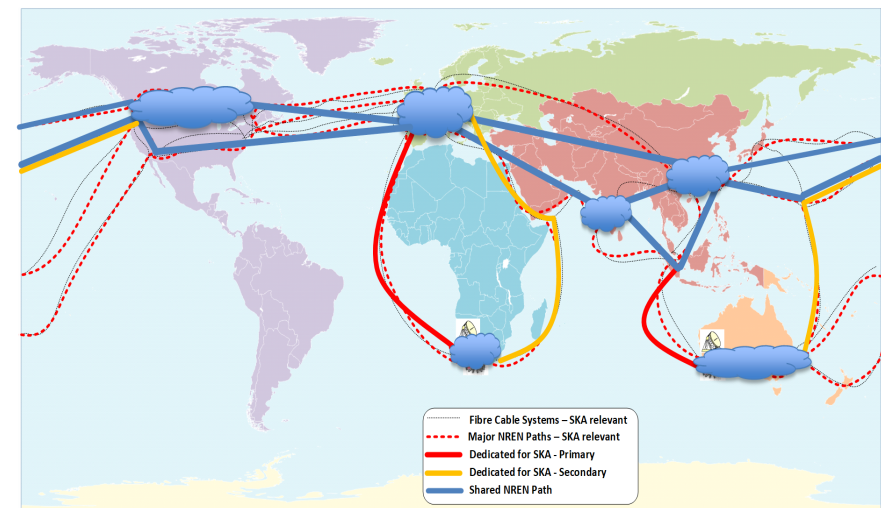 Fibre Cable Systems – SKA relevant
Major NREN Paths – SKA relevant
Dedicated for SKA - Primary
Dedicated for SKA - Secondary
Shared NREN Path